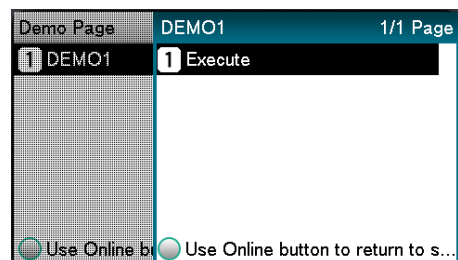 Demo Page
1 DEMO1
Use Online b
DEMO1 1/1 Page
1 Execute
Use Online button to return to s...